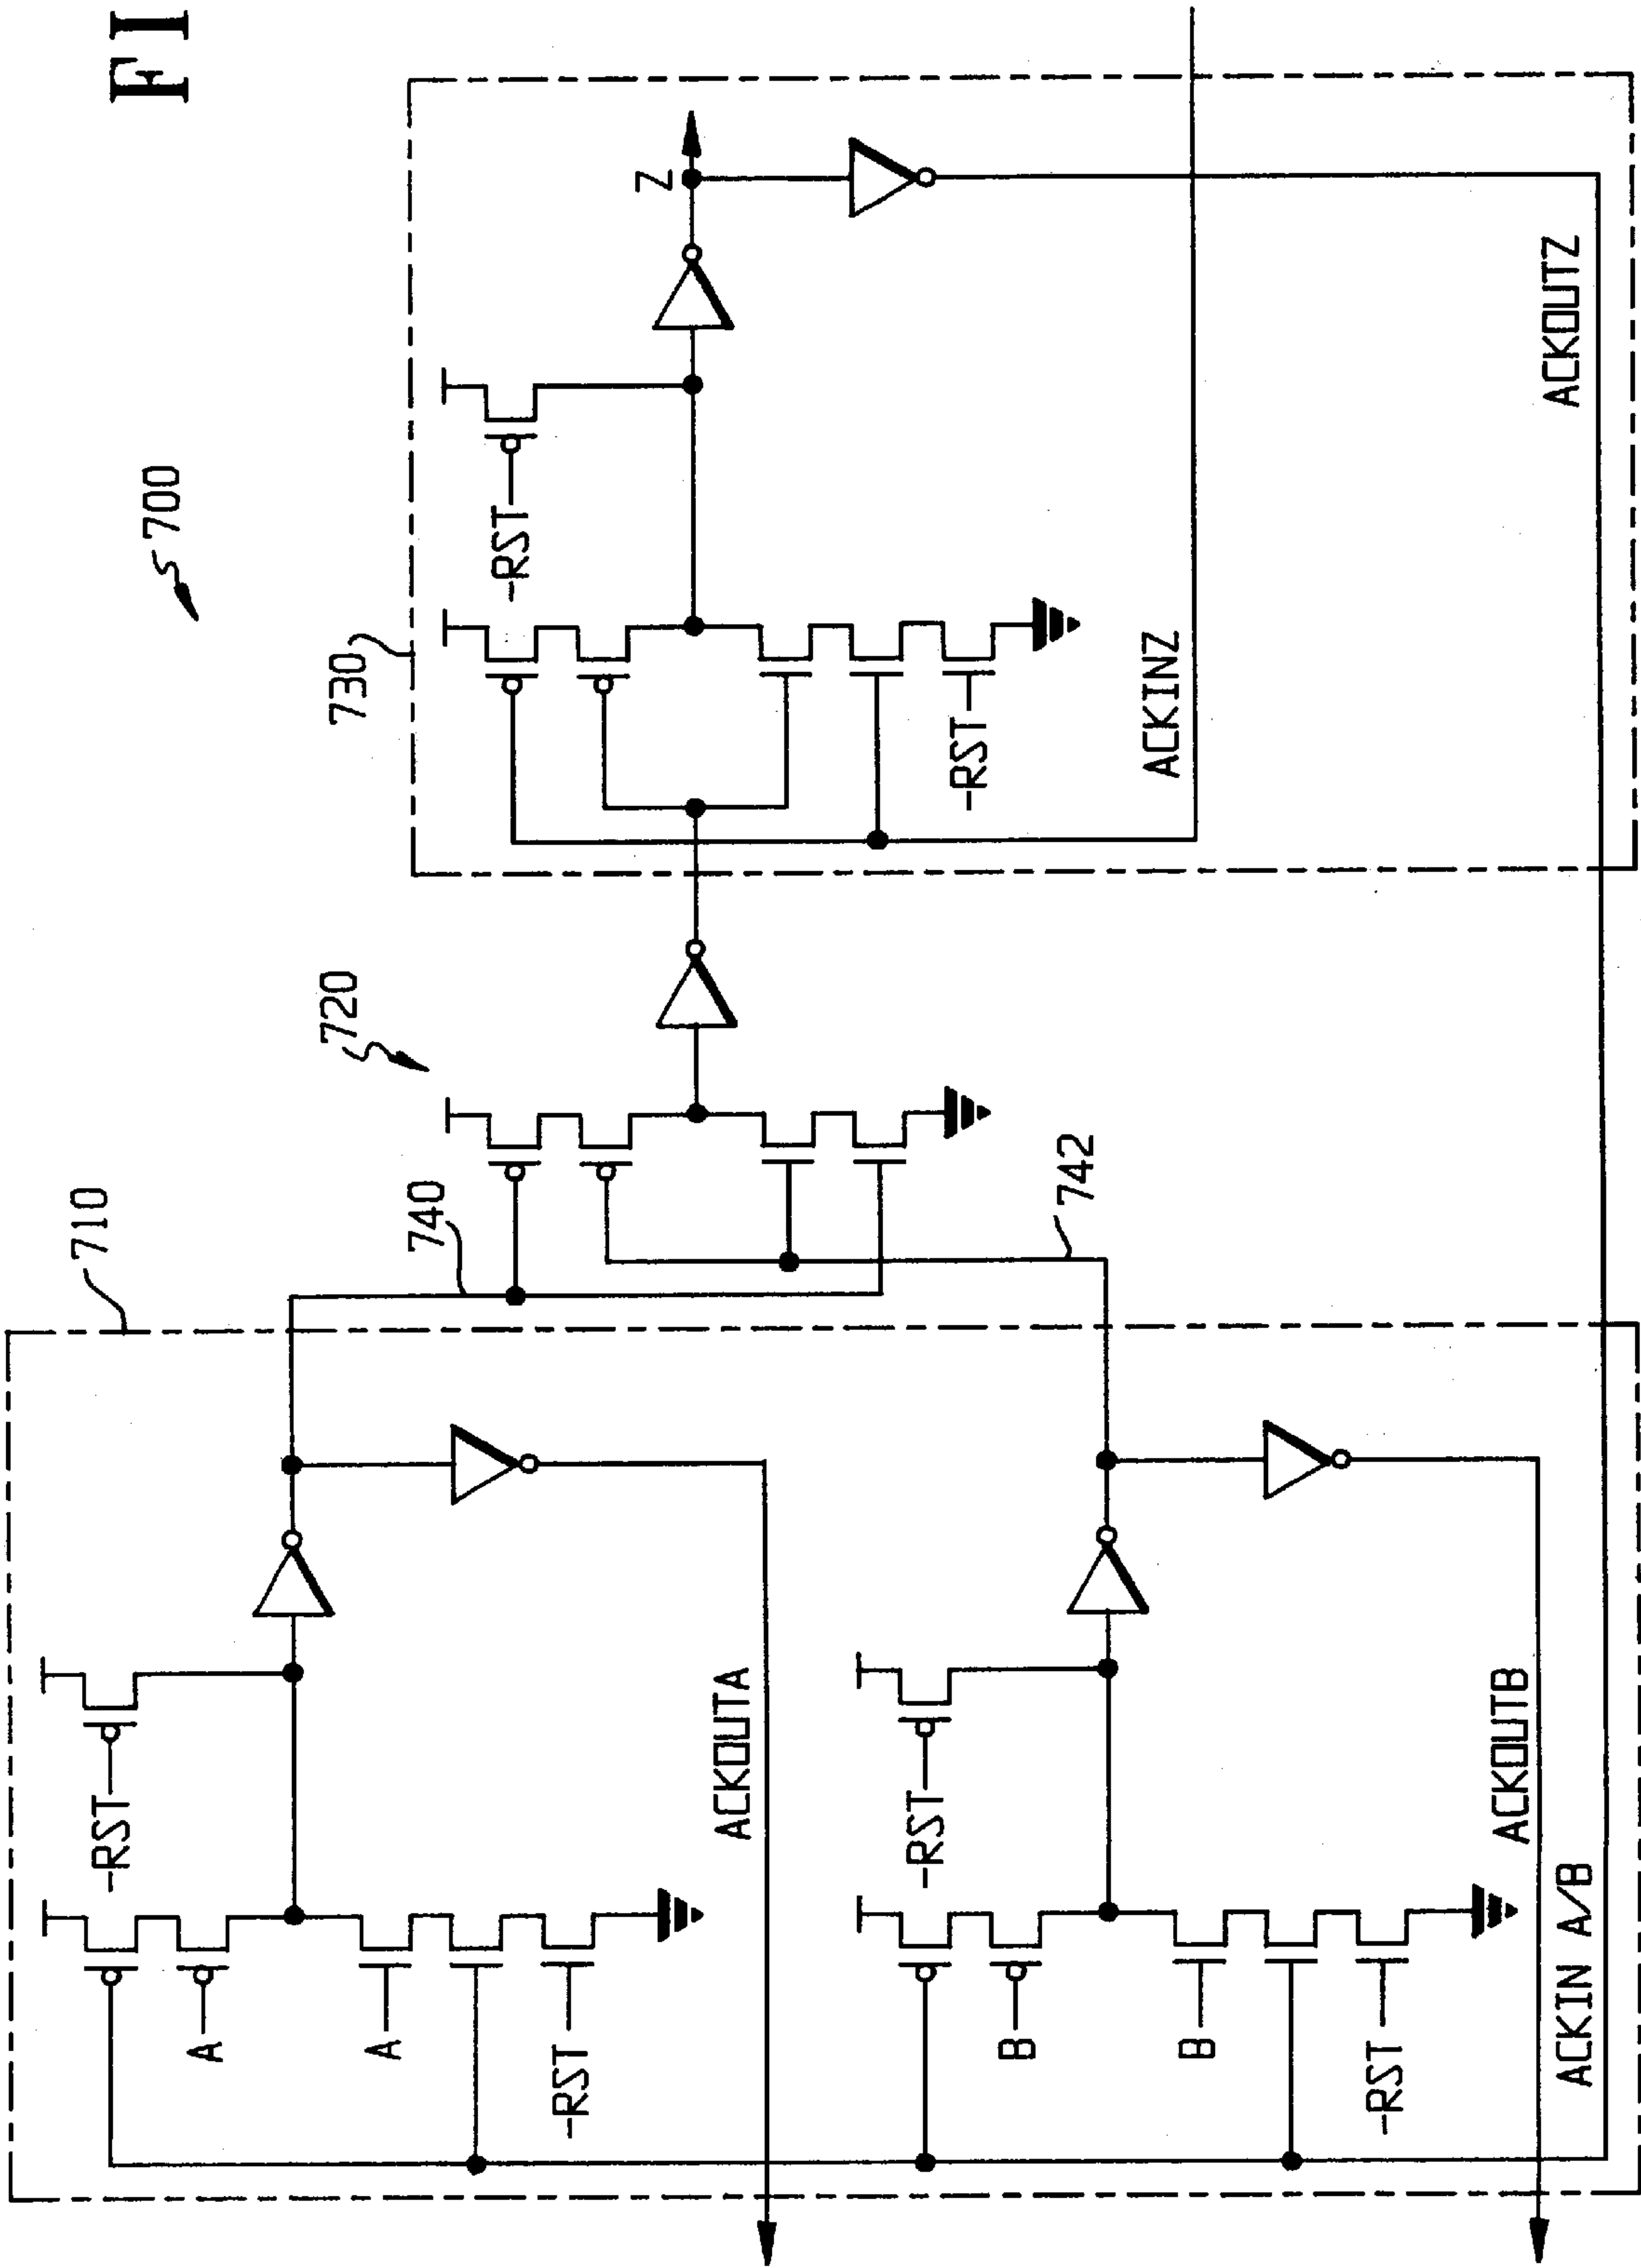 FI
700
710
740
720
730
742
-RST
-RST
Z
A
A
-RST
-RST
ACKOUTA
ACKINZ
-RST
B
B
-RST
ACKOUTB
ACKIN A/B
ACKOUTZ